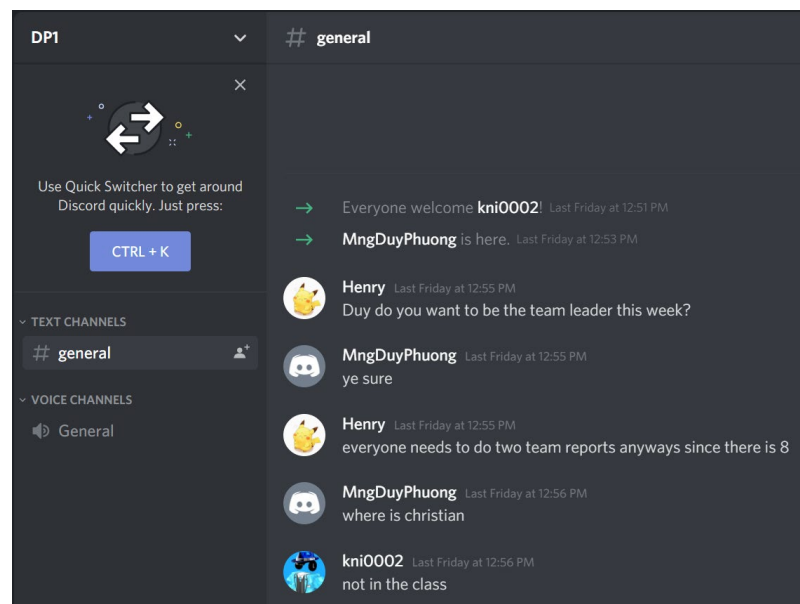 DP1
Use Quick Switcher to get around
Discord quickly. Just press:
CTRL + K
TEXT CHANNELS
# general
VOICE CHANNELS
General
# general
Everyone welcome kni0002! Last Friday at 12:51 PM
MngDuyPhuong is here. Last Friday at 12:53 PM
Henry Last Friday at 12:55 PM
Duy do you want to be the team leader this week?
MngDuyPhuong Last Friday at 12:55 PM
ye sure
Henry Last Friday at 12:55 PM
everyone needs to do two team reports anyways since there is 8
MngDuyPhuong Last Friday at 12:56 PM
where is christian
kni0002 Last Friday at 12:56 PM
not in the class